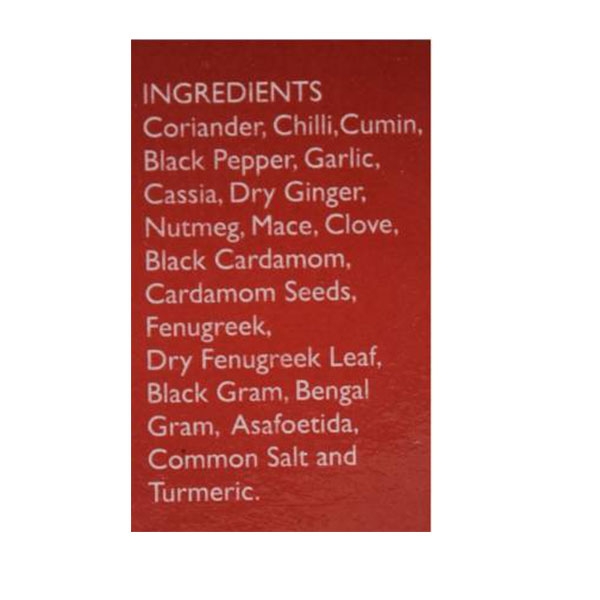 INGREDIENTS
Coriander, Chilli,Cumin,
Black Pepper, Garlic,
Cassia, Dry Ginger,
Nutmeg, Mace, Clove,
Black Cardamom,
Cardamom Seeds,
Fenugreek,
Dry Fenugreek Leaf,
Black Gram, Bengal
Gram, Asafoetida,
Common Salt and
Turmeric.